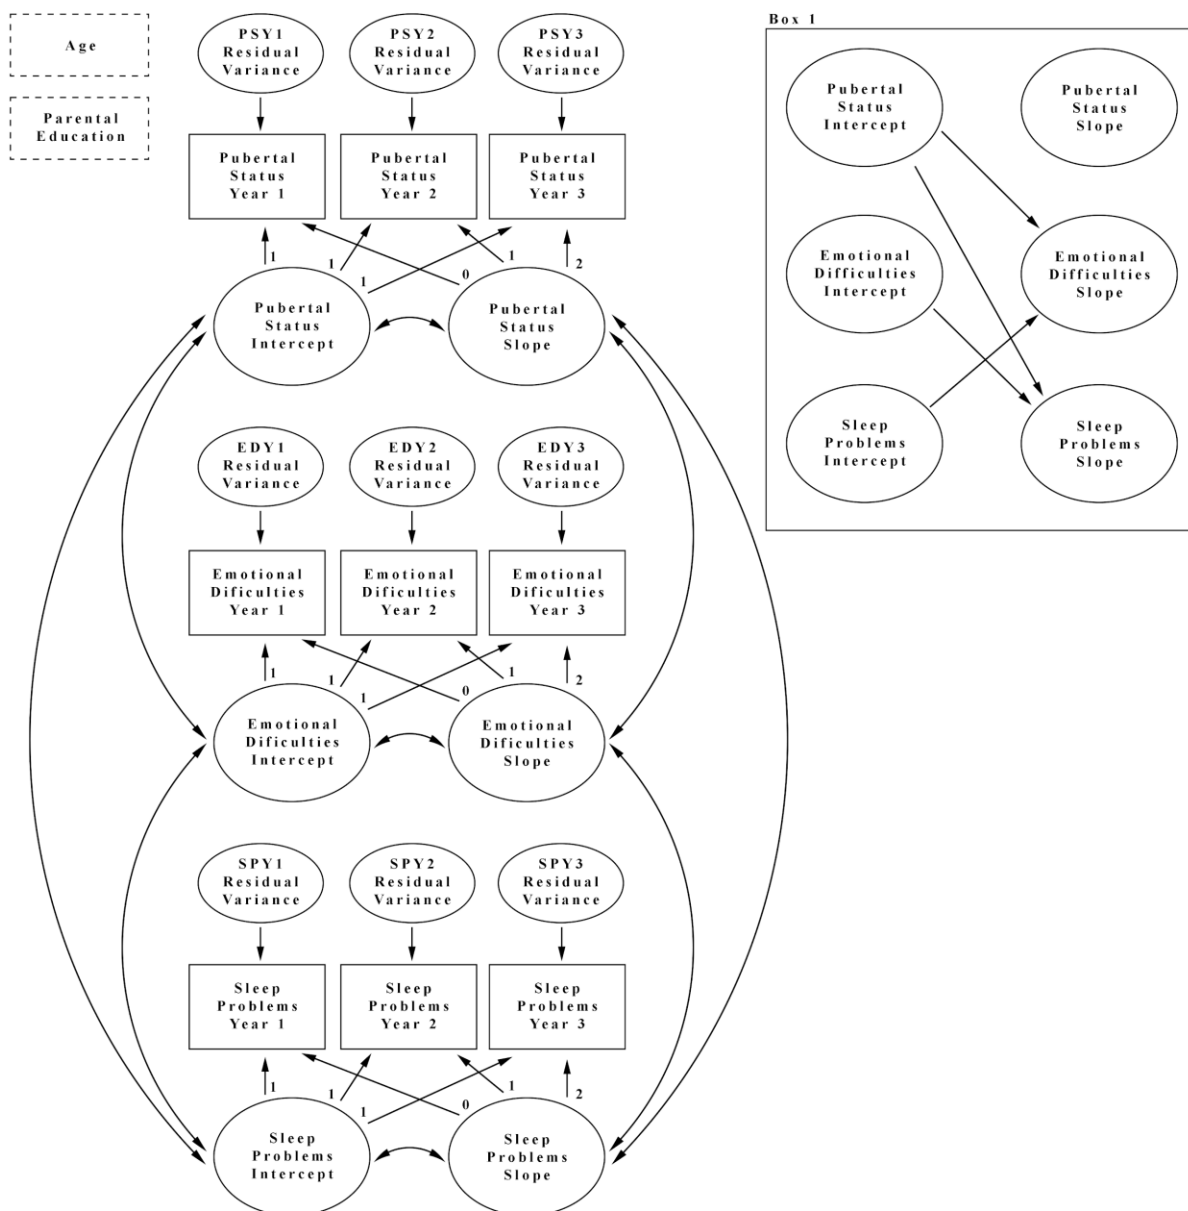 Age
Parental
Education
PSY1
Residual
Variance
PSY2
Residual
Variance
PSY3
Residual
Variance
Pubertal
Status
Year 1
Pubertal
Status
Year 2
Pubertal
Status
Year 3
1
1
1
0
1
2
Pubertal
Status
Intercept
Pubertal
Status
Slope
EDY1
Residual
Variance
EDY2
Residual
Variance
EDY3
Residual
Variance
Emotional
Dificulties
Year 1
Emotional
Dificulties
Year 2
Emotional
Dificulties
Year 3
1
1
1
0
1
2
Emotional
Dificulties
Intercept
Emotional
Dificulties
Slope
SPY1
Residual
Variance
SPY2
Residual
Variance
SPY3
Residual
Variance
Sleep
Problems
Year 1
Sleep
Problems
Year 2
Sleep
Problems
Year 3
1
1
1
0
1
2
Sleep
Problems
Intercept
Sleep
Problems
Slope
Box 1
Pubertal
Status
Intercept
Pubertal
Status
Slope
Emotional
Difficulties
Intercept
Emotional
Difficulties
Slope
Sleep
Problems
Intercept
Sleep
Problems
Slope